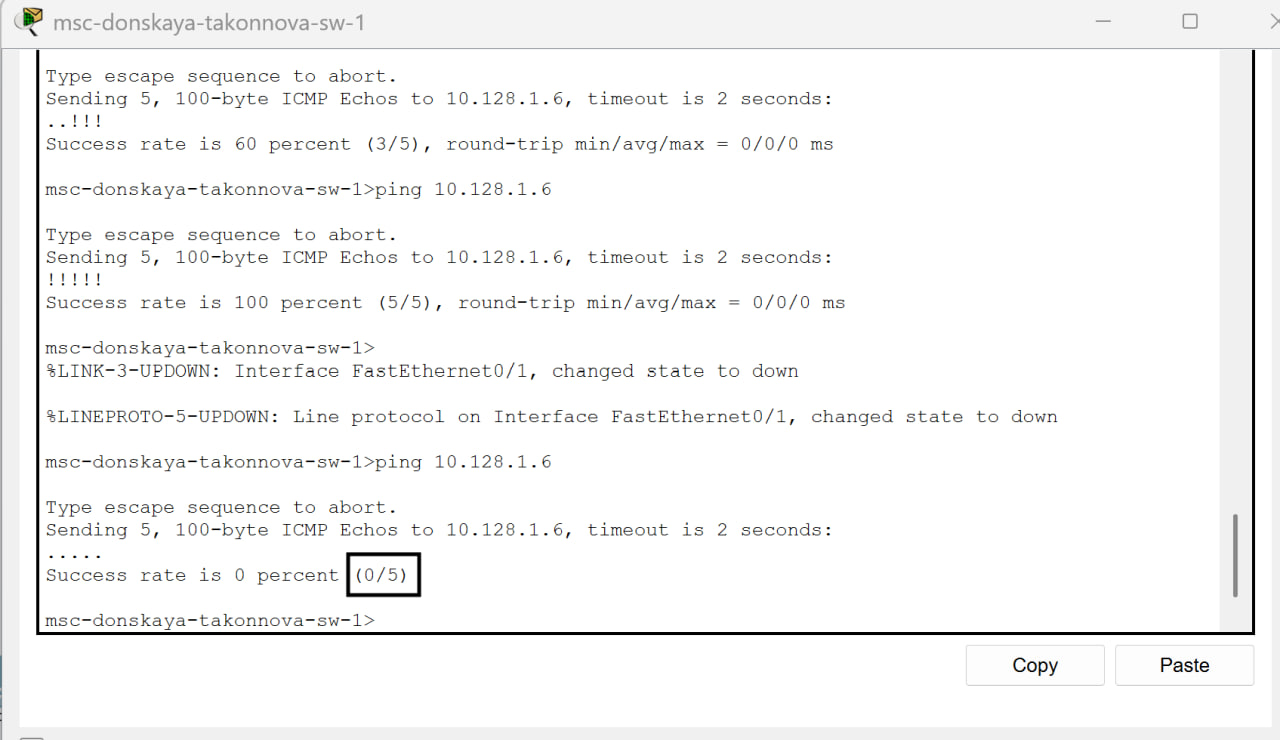 msc-donskaya-takonnova-sw-1
Type escape sequence to abort.
Sending 5, 100-byte ICMP Echos to 10.128.1.6, timeout is 2 seconds:
..!!!
Success rate is 60 percent (3/5), round-trip min/avg/max = 0/0/0 ms
msc-donskaya-takonnova-sw-1>ping 10.128.1.6
Type escape sequence to abort.
Sending 5, 100-byte ICMP Echos to 10.128.1.6, timeout is 2 seconds:
!!!!!
Success rate is 100 percent (5/5), round-trip min/avg/max = 0/0/0 ms
msc-donskaya-takonnova-sw-1>
%LINK-3-UPDOWN: Interface FastEthernet0/1, changed state to down
%LINEPROTO-5-UPDOWN: Line protocol on Interface FastEthernet0/1, changed state to down
msc-donskaya-takonnova-sw-1>ping 10.128.1.6
Type escape sequence to abort.
Sending 5, 100-byte ICMP Echos to 10.128.1.6, timeout is 2 seconds:
.....
Success rate is 0 percent (0/5)
msc-donskaya-takonnova-sw-1>
Copy Paste